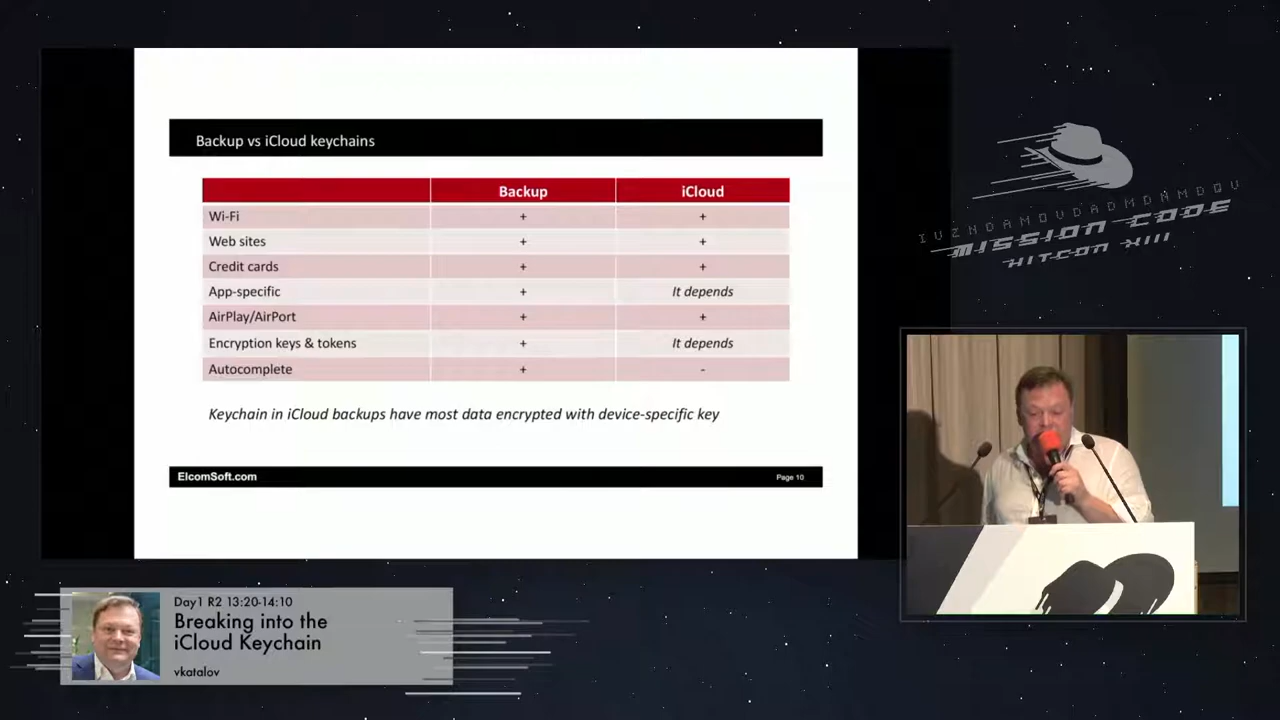 Backup vs iCloud keychains
Backup iCloud
Wi-Fi + +
Web sites + +
Credit cards + +
App-specific + It depends
AirPlay/AirPort + +
Encryption keys & tokens + It depends
Autocomplete + -
Keychain in iCloud backups have most data encrypted with device-specific key
ElcomSoft.com Page 10
IVZNDAMOVDADMDAMDQV
MISSION CODE
HITCON XIII
Day1 R2 13:20-14:10
Breaking into the
iCloud Keychain
vkatalov